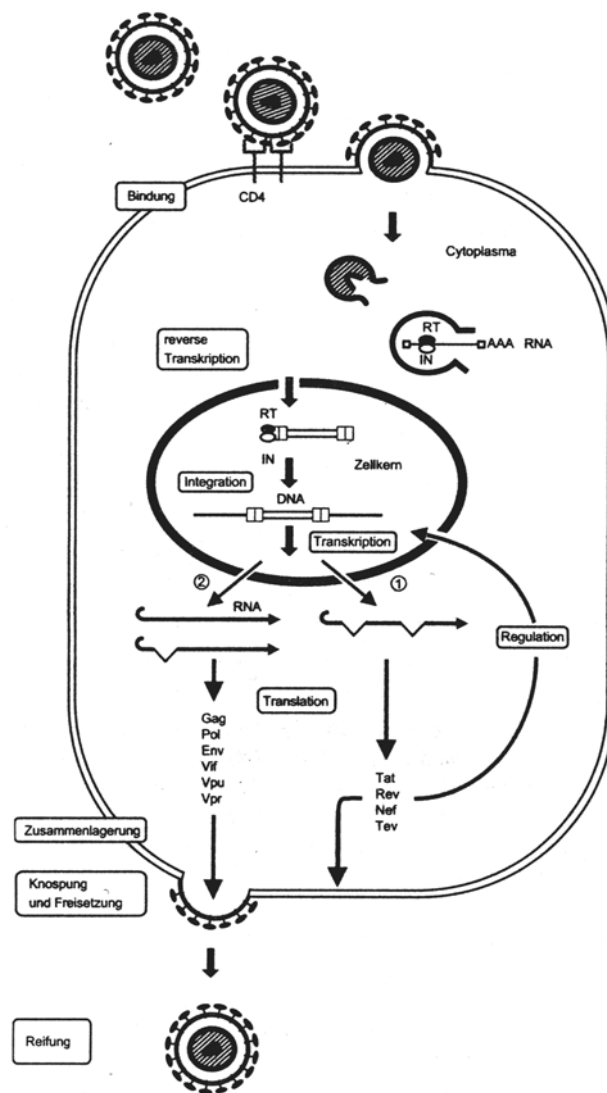 Bindung
CD4
Cytoplasma
RT
AAA RNA
IN
reverse
Transkription
RT
IN
Zellkern
Integration
DNA
Transkription
②
①
RNA
Regulation
Translation
Gag
Pol
Env
Vif
Vpu
Vpr
Tat
Rev
Nef
Tev
Zusammenlagerung
Knospung
und Freisetzung
Reifung